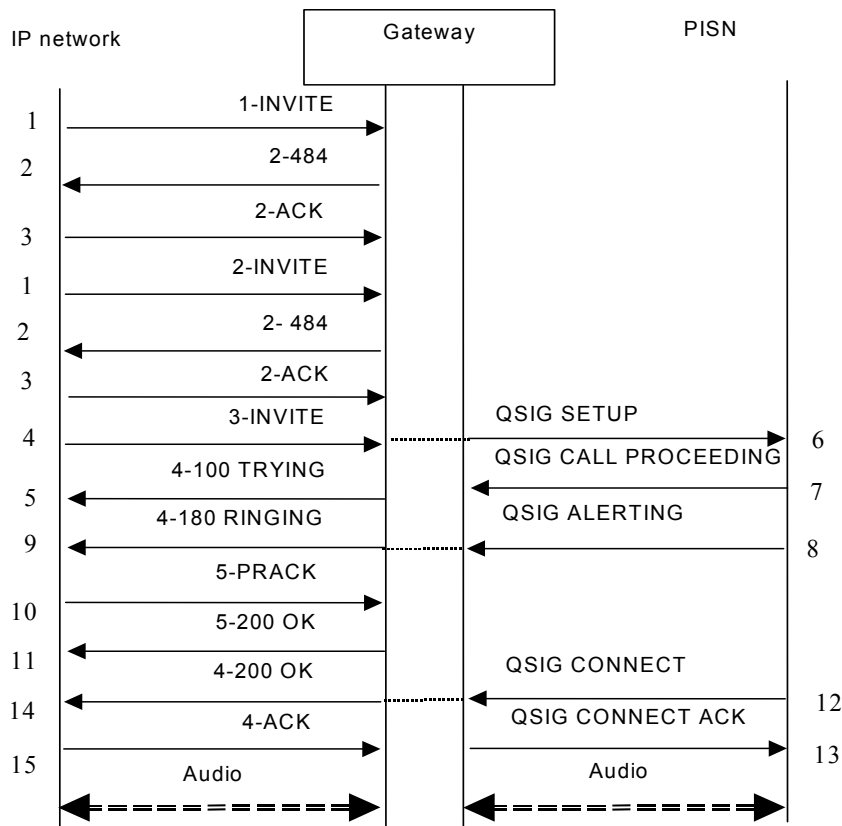 IP network
Gateway
PISN
1-INVITE
1
2-484
2
2-ACK
3
2-INVITE
1
2- 484
2
2-ACK
3
3-INVITE
QSIG SETUP
4
6
4-100 TRYING
QSIG CALL PROCEEDING
5
7
4-180 RINGING
QSIG ALERTING
9
8
5-PRACK
10
5-200 OK
11
4-200 OK
QSIG CONNECT
14
12
4-ACK
QSIG CONNECT ACK
15
13
Audio
Audio